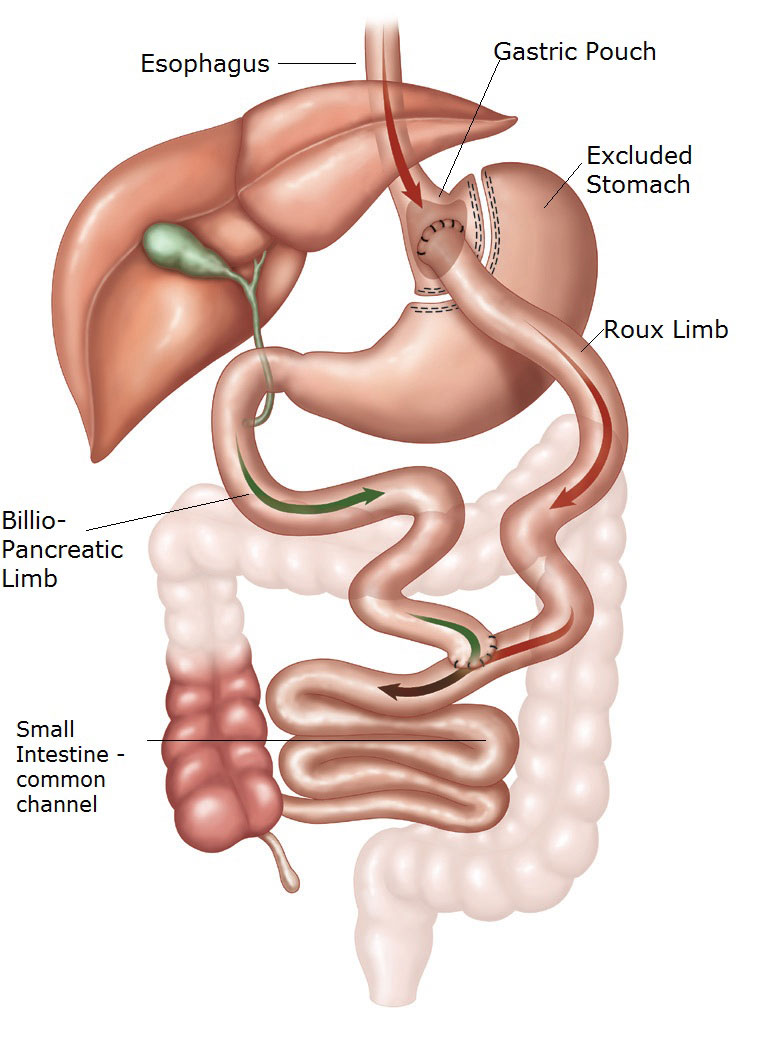 Esophagus
Gastric Pouch
Excluded
Stomach
Roux Limb
Billio-
Pancreatic
Limb
Small
Intestine -
common
channel